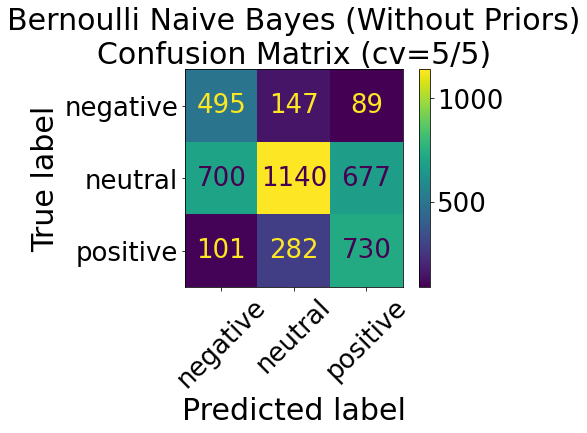 Bernoulli Naive Bayes (Without Priors)
Confusion Matrix (cv=5/5)
True label
negative 495 147 89
neutral 700 1140 677
positive 101 282 730
1000
500
negative
neutral
positive
Predicted label